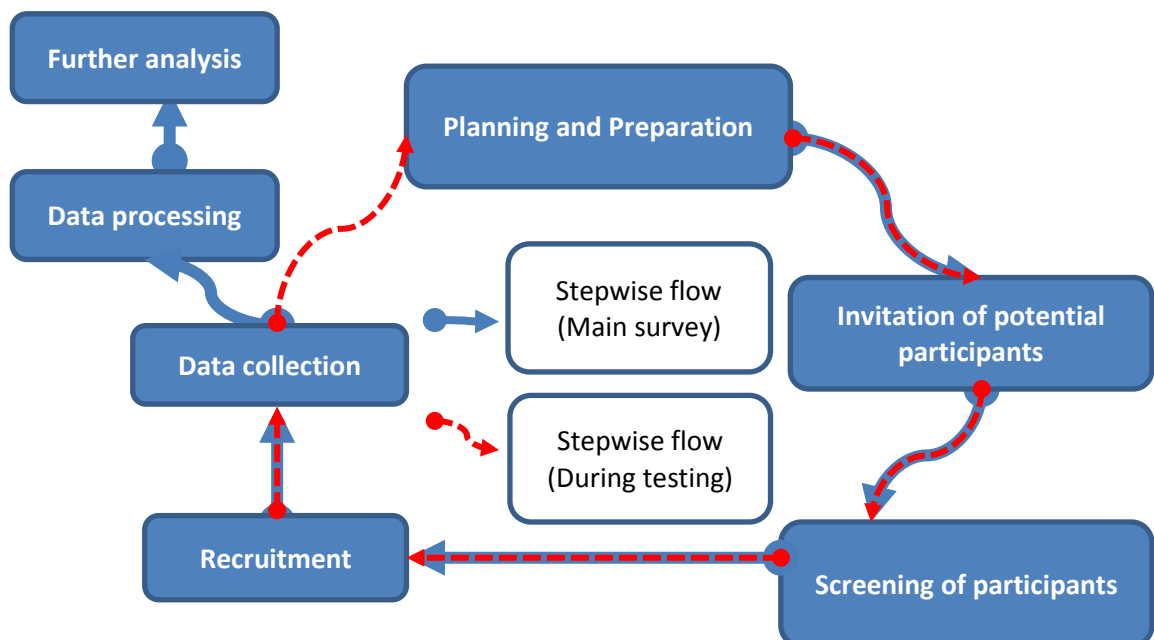 Further analysis
Planning and Preparation
Data processing
Stepwise flow
(Main survey)
Invitation of potential
participants
Data collection
Stepwise flow
(During testing)
Recruitment
Screening of participants